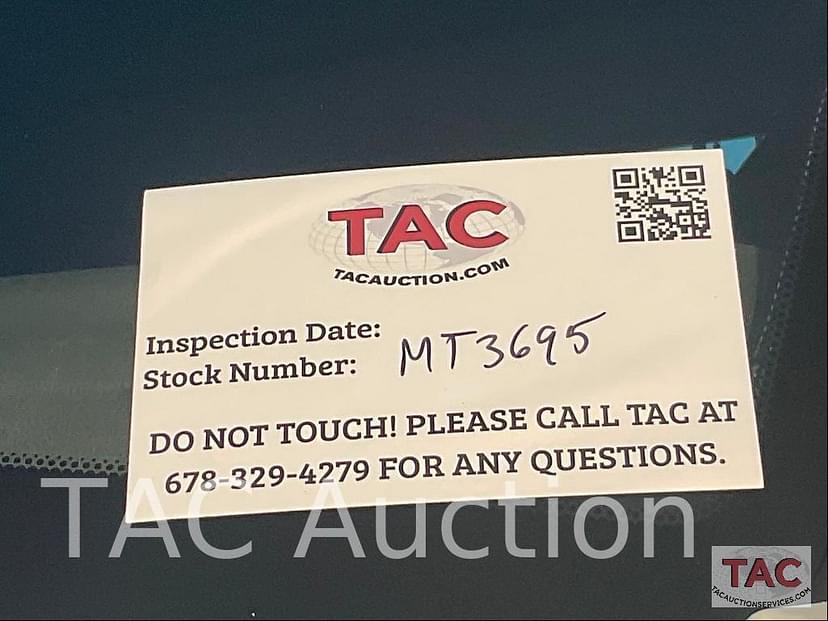 TAC
TACAUCTION.COM
Inspection Date:
Stock Number: MT3695
DO NOT TOUCH! PLEASE CALL TAC AT
678-329-4279 FOR ANY QUESTIONS.
TAC Auction
TAC
TACAUCTIONSERVICES.COM